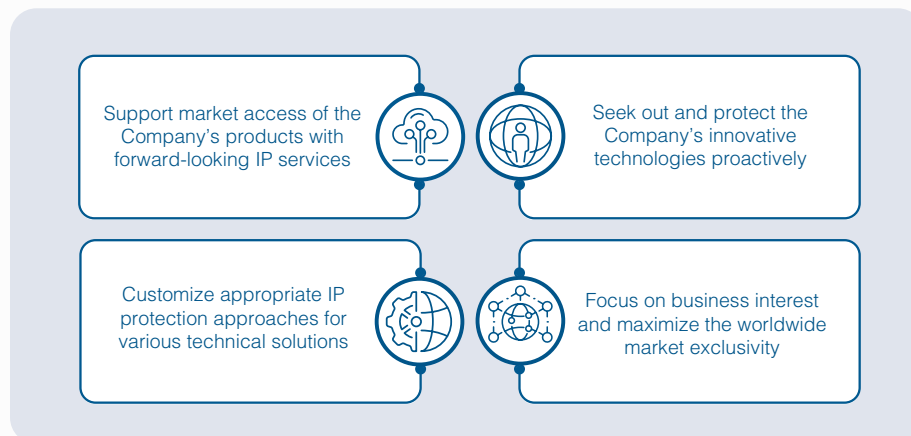 Support market access of the
Company's products with
forward-looking IP services
Seek out and protect the
Company's innovative
technologies proactively
Customize appropriate IP
protection approaches for
various technical solutions
Focus on business interest
and maximize the worldwide
market exclusivity